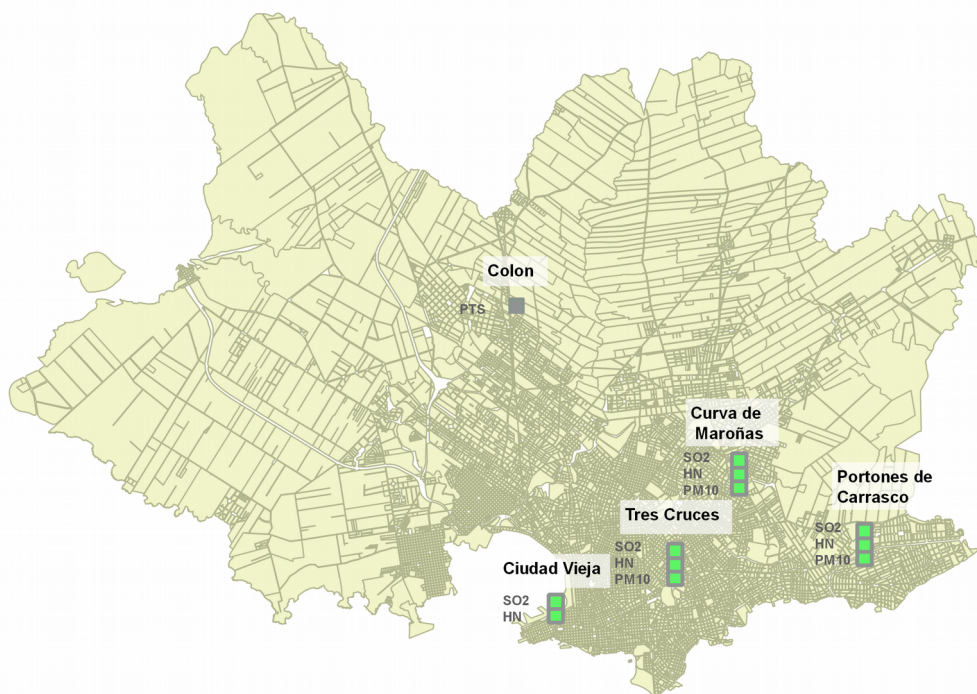 Colon
PTS
Curva de
Maroñas
SO2
HN
PM10
Portones de
Carrasco
SO2
HN
PM10
Tres Cruces
SO2
HN
PM10
Ciudad Vieja
SO2
HN